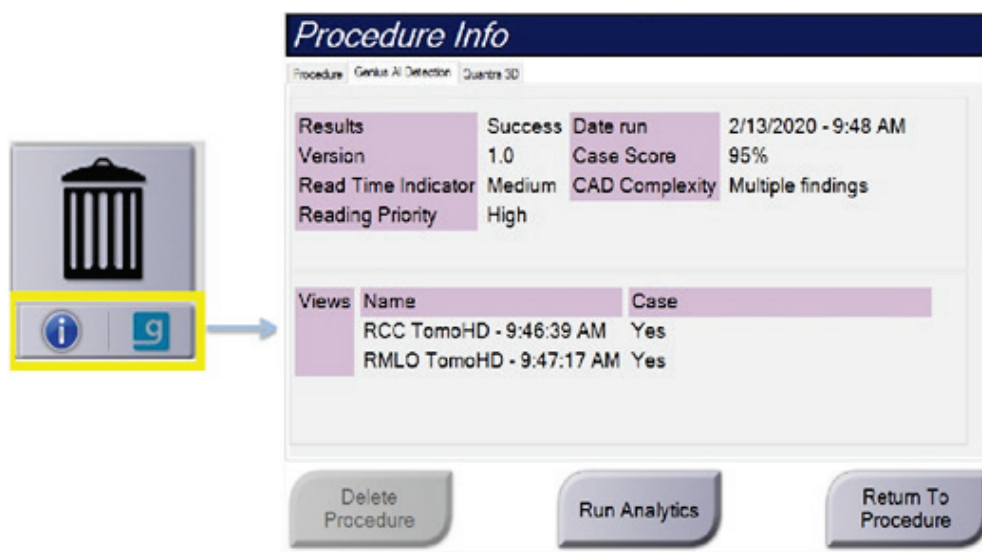 Procedure Info
Procedure Genius AI Detection Quantra 3D
Results Success Date run 2/13/2020 - 9:48 AM
Version 1.0 Case Score 95%
Read Time Indicator Medium CAD Complexity Multiple findings
Reading Priority High
i g
Views Name Case
RCC TomoHD - 9:46:39 AM Yes
RMLO TomoHD - 9:47:17 AM Yes
Delete
Procedure
Run Analytics
Return To
Procedure